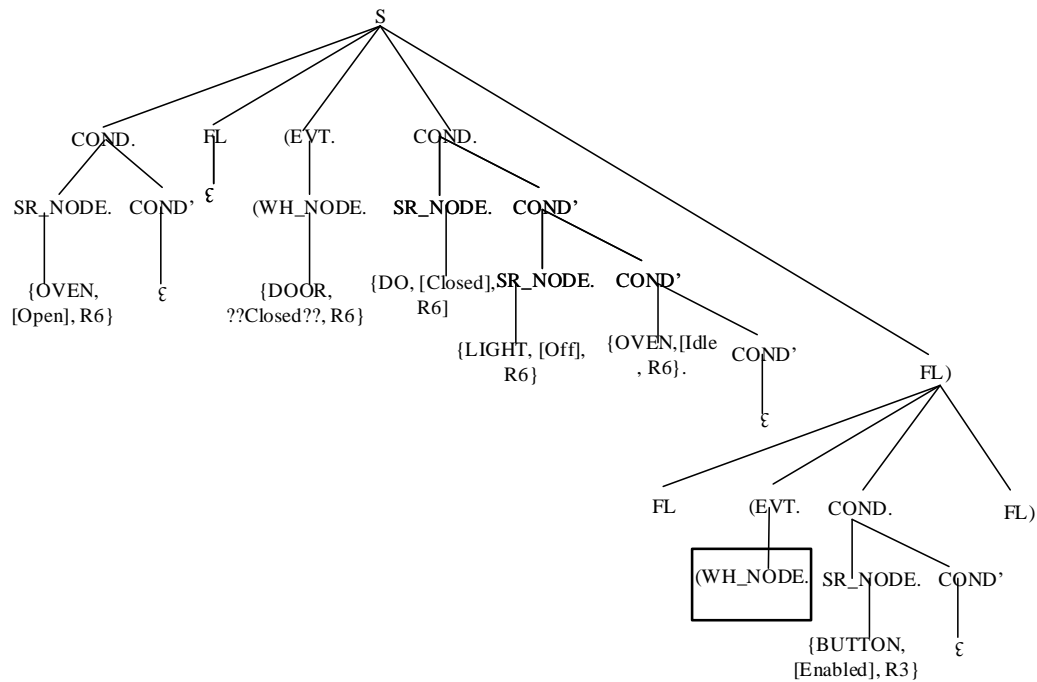 S
COND. FL (EVT. COND.
SR_NODE. COND’ ε (WH_NODE. SR_NODE. COND’
{OVEN,
[Open], R6}
ε
{DOOR,
??Closed??, R6}
{DO, [Closed],
R6]
SR_NODE. COND’
{LIGHT, [Off],
R6}
{OVEN,[Idle
, R6}.
COND’
ε
FL)
FL (EVT. COND. FL)
(WH_NODE. SR_NODE. COND’
{BUTTON,
[Enabled], R3}
ε